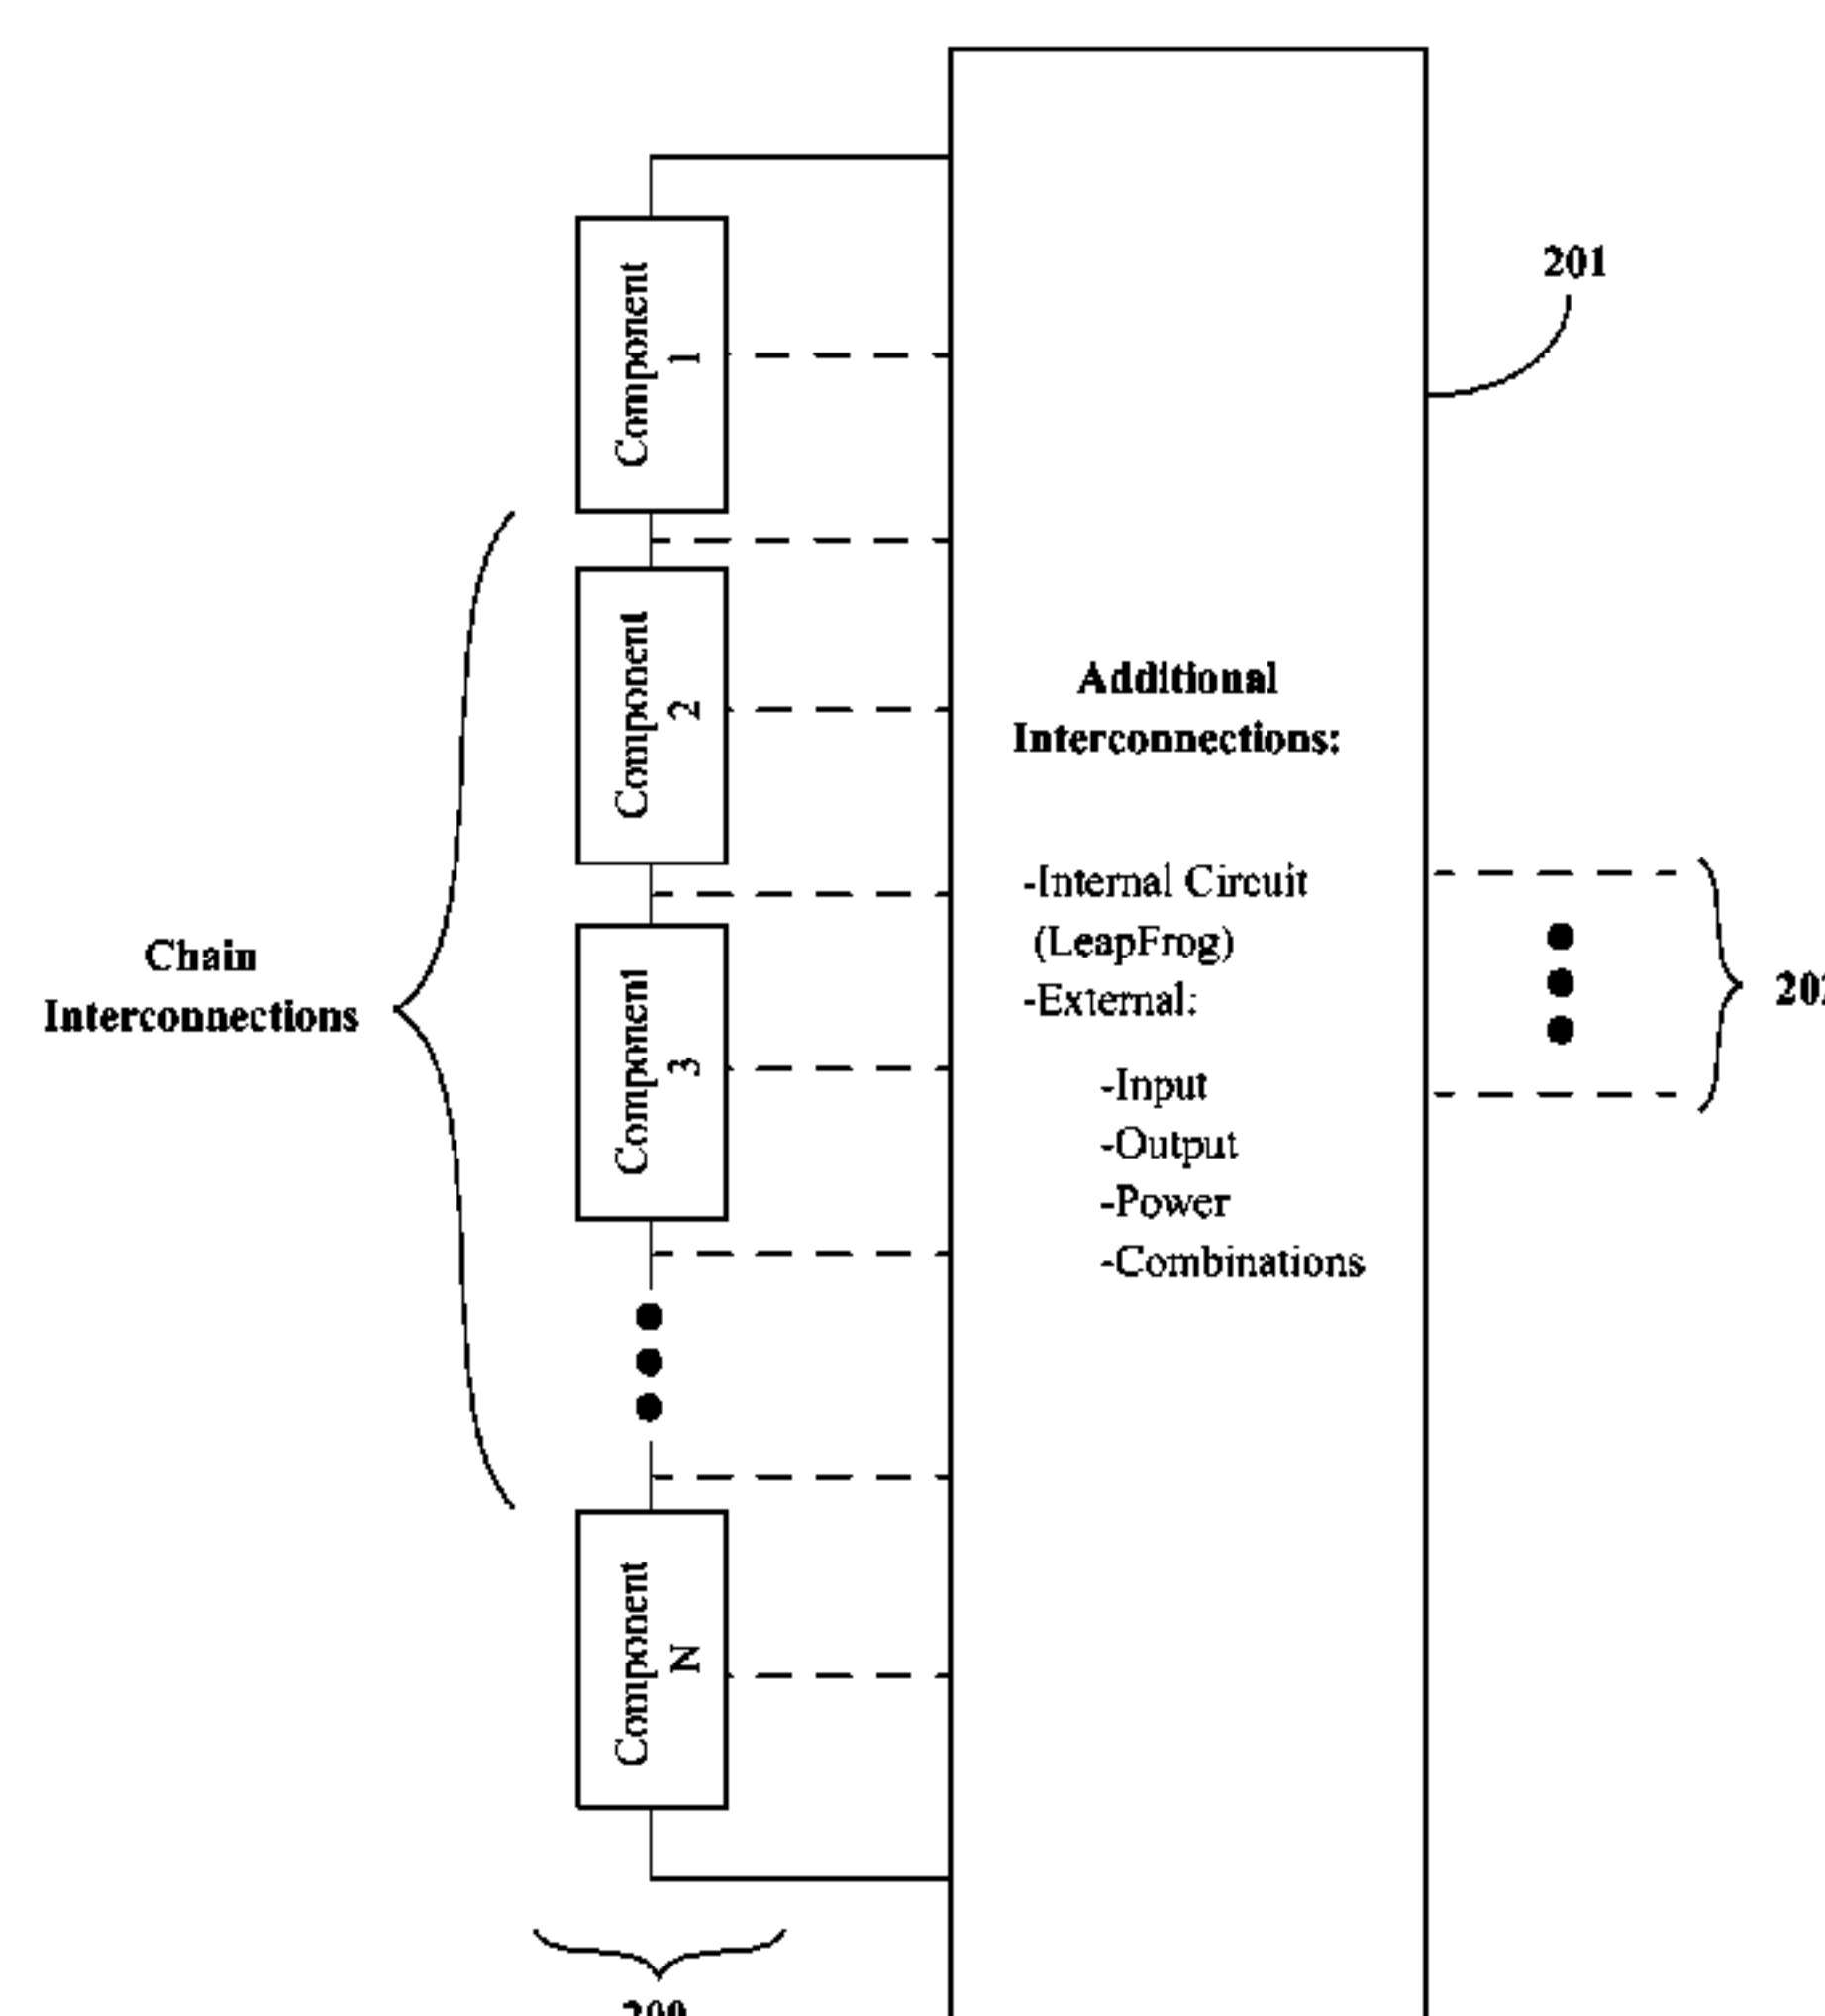 201
Component
1
Component
2
Component
3
Component
N
Chain
Interconnections
Additional
Interconnections:
-Internal Circuit
(LeapFrog)
-External:
-Input
-Output
-Power
-Combinations